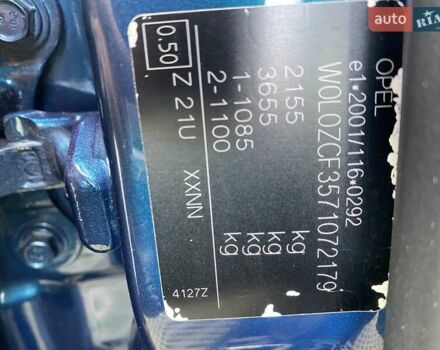 OPEL
e1*2001/116*0292
W0L0ZCF3571072179
2155 kg
3655 kg
1-1085 kg
2-1100 kg
0.50 Z 21U XXNN
4127Z
auto RIA